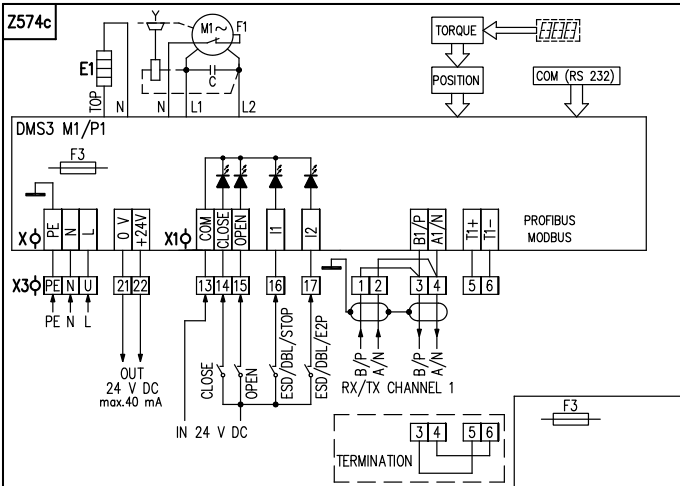 Z574c
Y
M1~
F1
E1
TOP
N
N
L1
C
L2
TORQUE
POSITION
COM (RS 232)
DMS3 M1/P1
F3
PE
N
L
0 V
+24V
COM
CLOSE
OPEN
I1
I2
B1/P
A1/N
T1+
T1-
PROFIBUS
MODBUS
X
X1
X3
PE
N
U
21
22
13
14
15
16
17
1
2
3
4
5
6
PE N L
OUT
24 V DC
max.40 mA
CLOSE
OPEN
ESD/DBL/STOP
ESD/DBL/E2P
IN 24 V DC
B/P
A/N
B/P
A/N
RX/TX CHANNEL 1
TERMINATION
3
4
5
6
F3